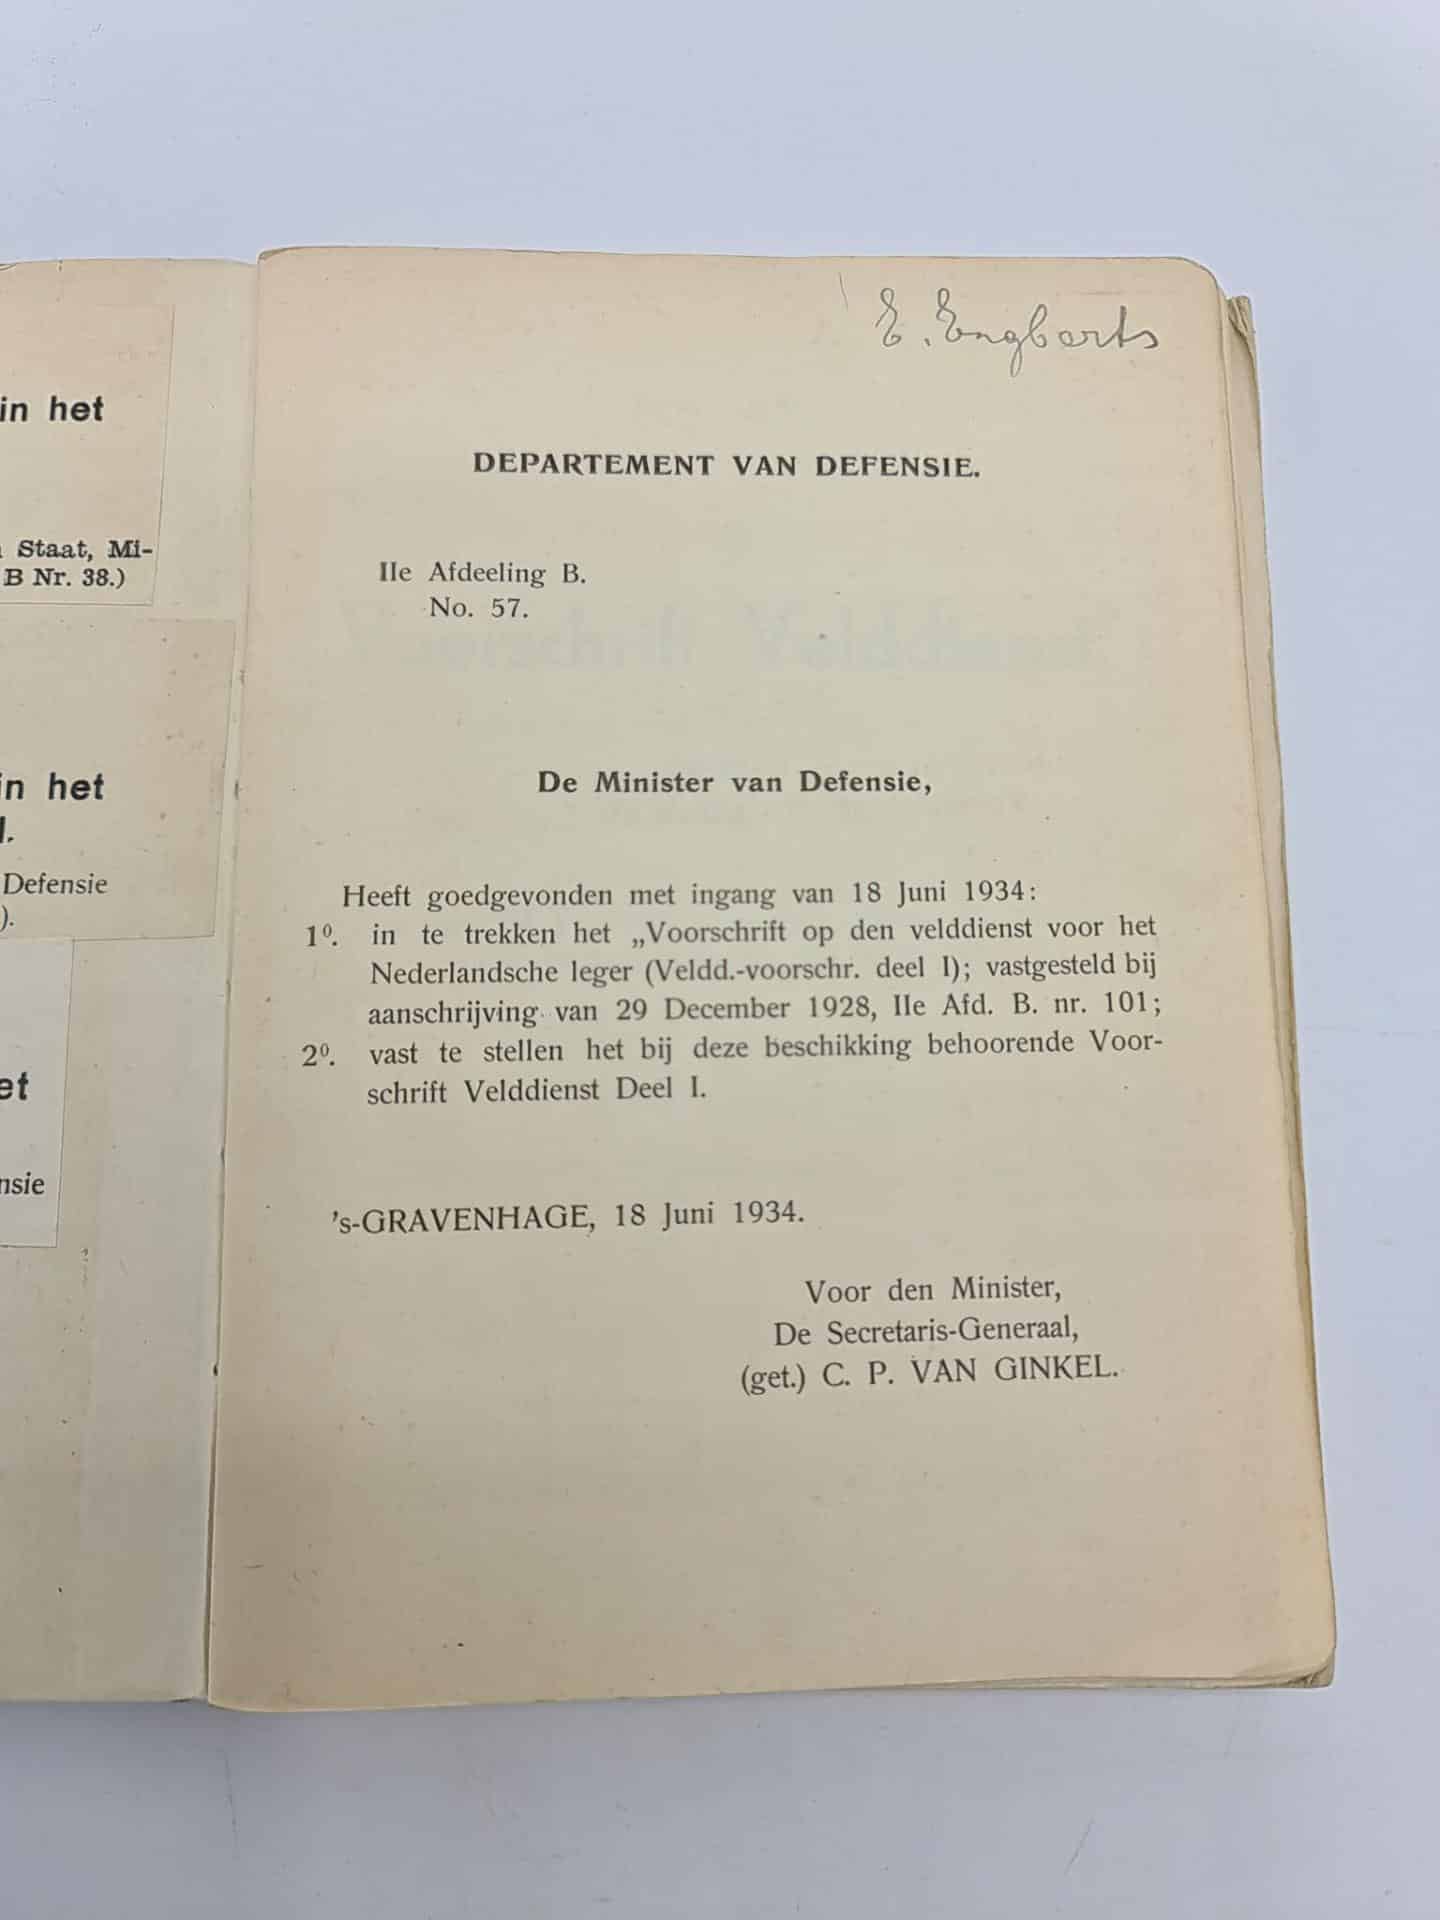 in het
Staat, Mi-
B Nr. 38.)
in het
Defensie
).
E. Engberts
DEPARTEMENT VAN DEFENSIE.
IIe Afdeeling B.
No. 57.
De Minister van Defensie,
Heeft goedgevonden met ingang van 18 Juni 1934:
1⁰. in te trekken het „Voorschrift op den velddienst voor het
Nederlandsche leger (Veldd.-voorschr. deel I); vastgesteld bij
aanschrijving van 29 December 1928, IIe Afd. B. nr. 101;
2⁰. vast te stellen het bij deze beschikking behoorende Voor-
schrift Velddienst Deel I.
's-GRAVENHAGE, 18 Juni 1934.
Voor den Minister,
De Secretaris-Generaal,
(get.) C. P. VAN GINKEL.